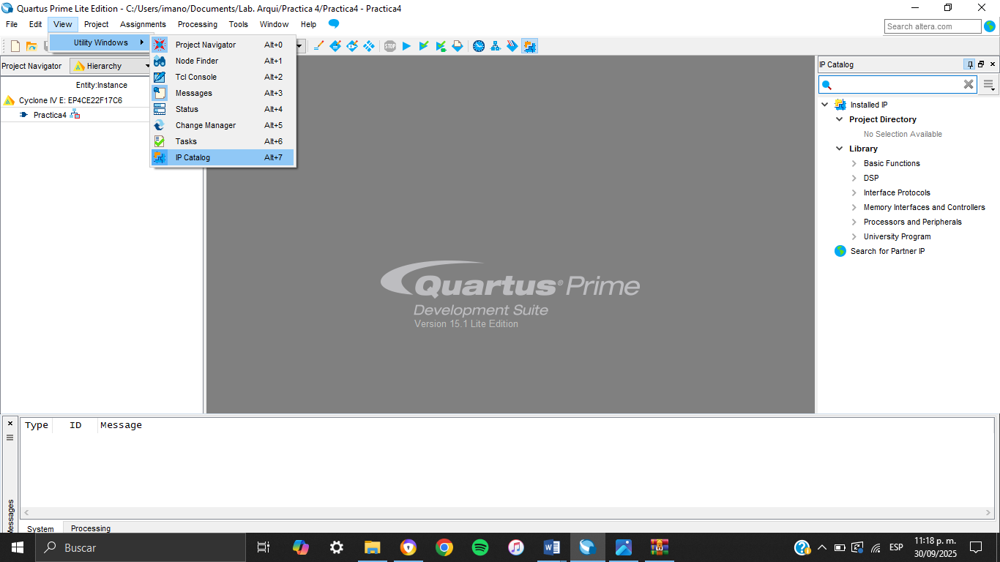 Quartus Prime Lite Edition - C:/Users/imano/Documents/Lab. Arqui/Practica 4/Practica4 - Practica4
File Edit View Project Assignments Processing Tools Window Help
Search altera.com
Utility Windows
Project Navigator Alt+0
Node Finder Alt+1
Tcl Console Alt+2
Messages Alt+3
Status Alt+4
Change Manager Alt+5
Tasks Alt+6
IP Catalog Alt+7
STOP
Project Navigator Hierarchy
Entity:Instance
Cyclone IV E: EP4CE22F17C6
Practica4
Quartus® Prime
Development Suite
Version 15.1 Lite Edition
IP Catalog
Installed IP
Project Directory
No Selection Available
Library
Basic Functions
DSP
Interface Protocols
Memory Interfaces and Controllers
Processors and Peripherals
University Program
Search for Partner IP
Type ID Message
Messages
System Processing
Buscar
ESP
11:18 p. m.
30/09/2025